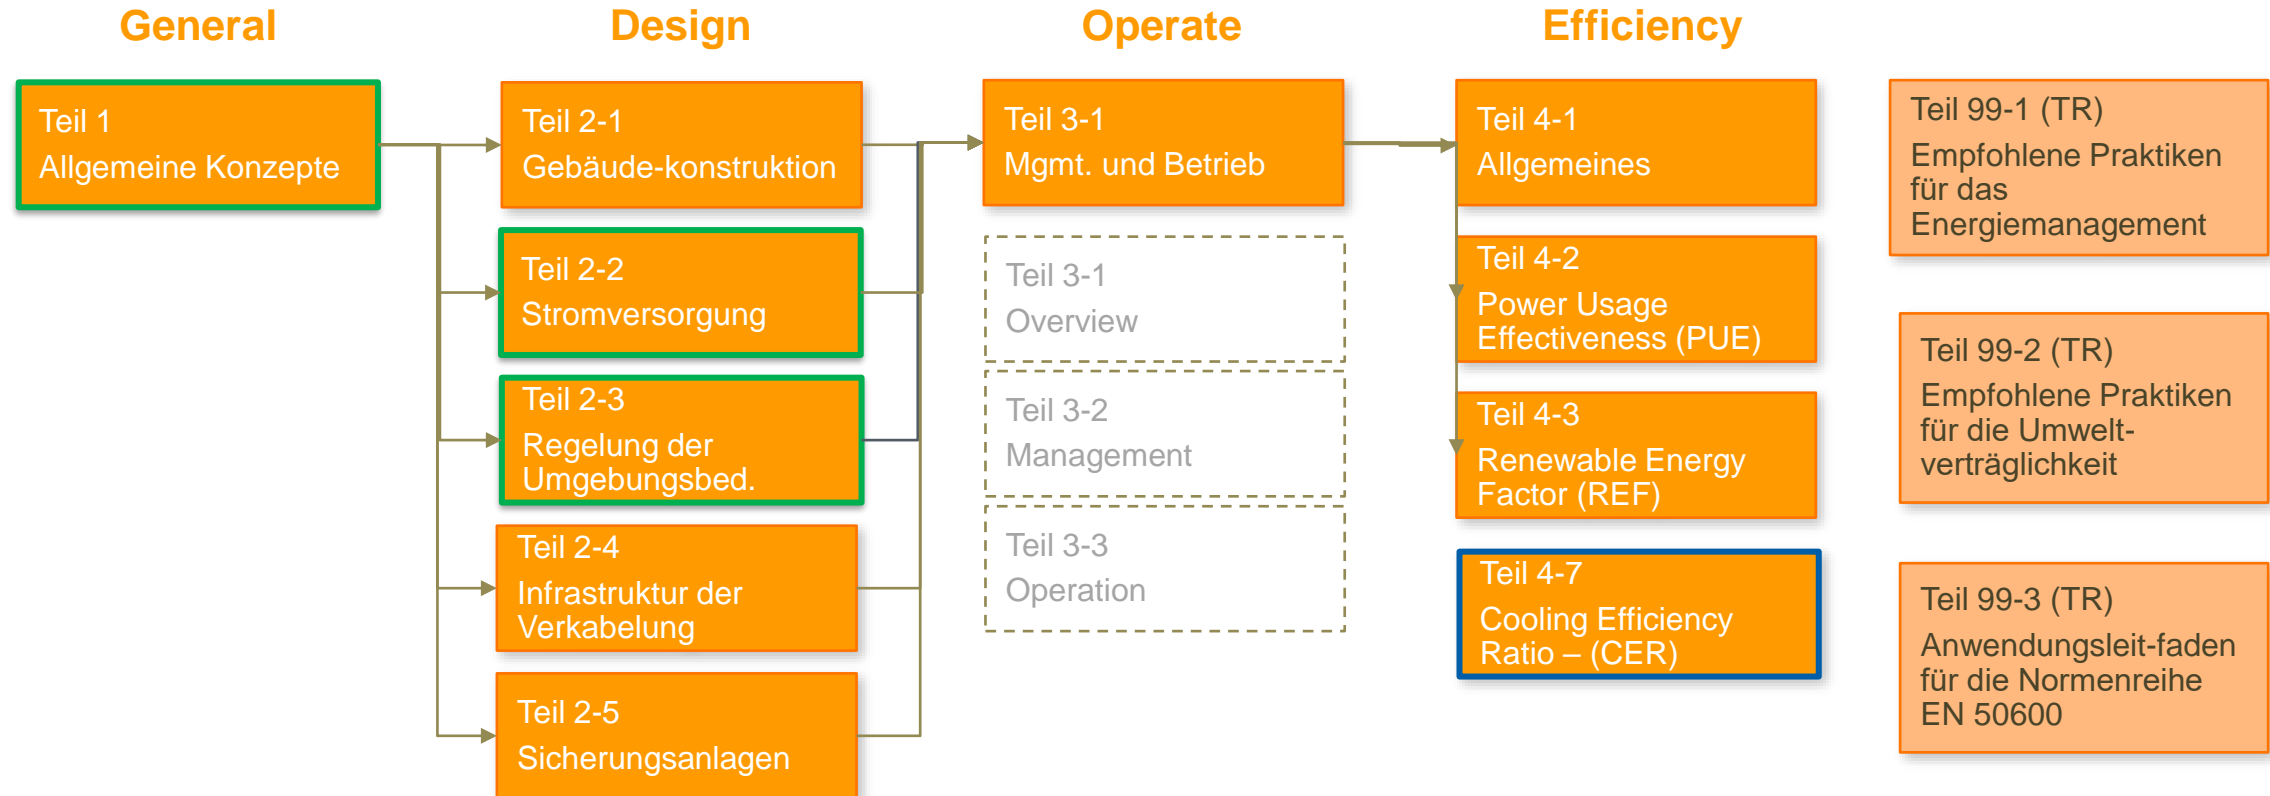 General
Design
Operate
Efficiency
Teil 1
Allgemeine Konzepte
Teil 2-1
Gebäude-konstruktion
Teil 2-2
Stromversorgung
Teil 2-3
Regelung der
Umgebungsbed.
Teil 2-4
Infrastruktur der
Verkabelung
Teil 2-5
Sicherungsanlagen
Teil 3-1
Mgmt. und Betrieb
Teil 3-1
Overview
Teil 3-2
Management
Teil 3-3
Operation
Teil 4-1
Allgemeines
Teil 4-2
Power Usage
Effectiveness (PUE)
Teil 4-3
Renewable Energy
Factor (REF)
Teil 4-7
Cooling Efficiency
Ratio – (CER)
Teil 99-1 (TR)
Empfohlene Praktiken
für das
Energiemanagement
Teil 99-2 (TR)
Empfohlene Praktiken
für die Umwelt-
verträglichkeit
Teil 99-3 (TR)
Anwendungsleit-faden
für die Normenreihe
EN 50600